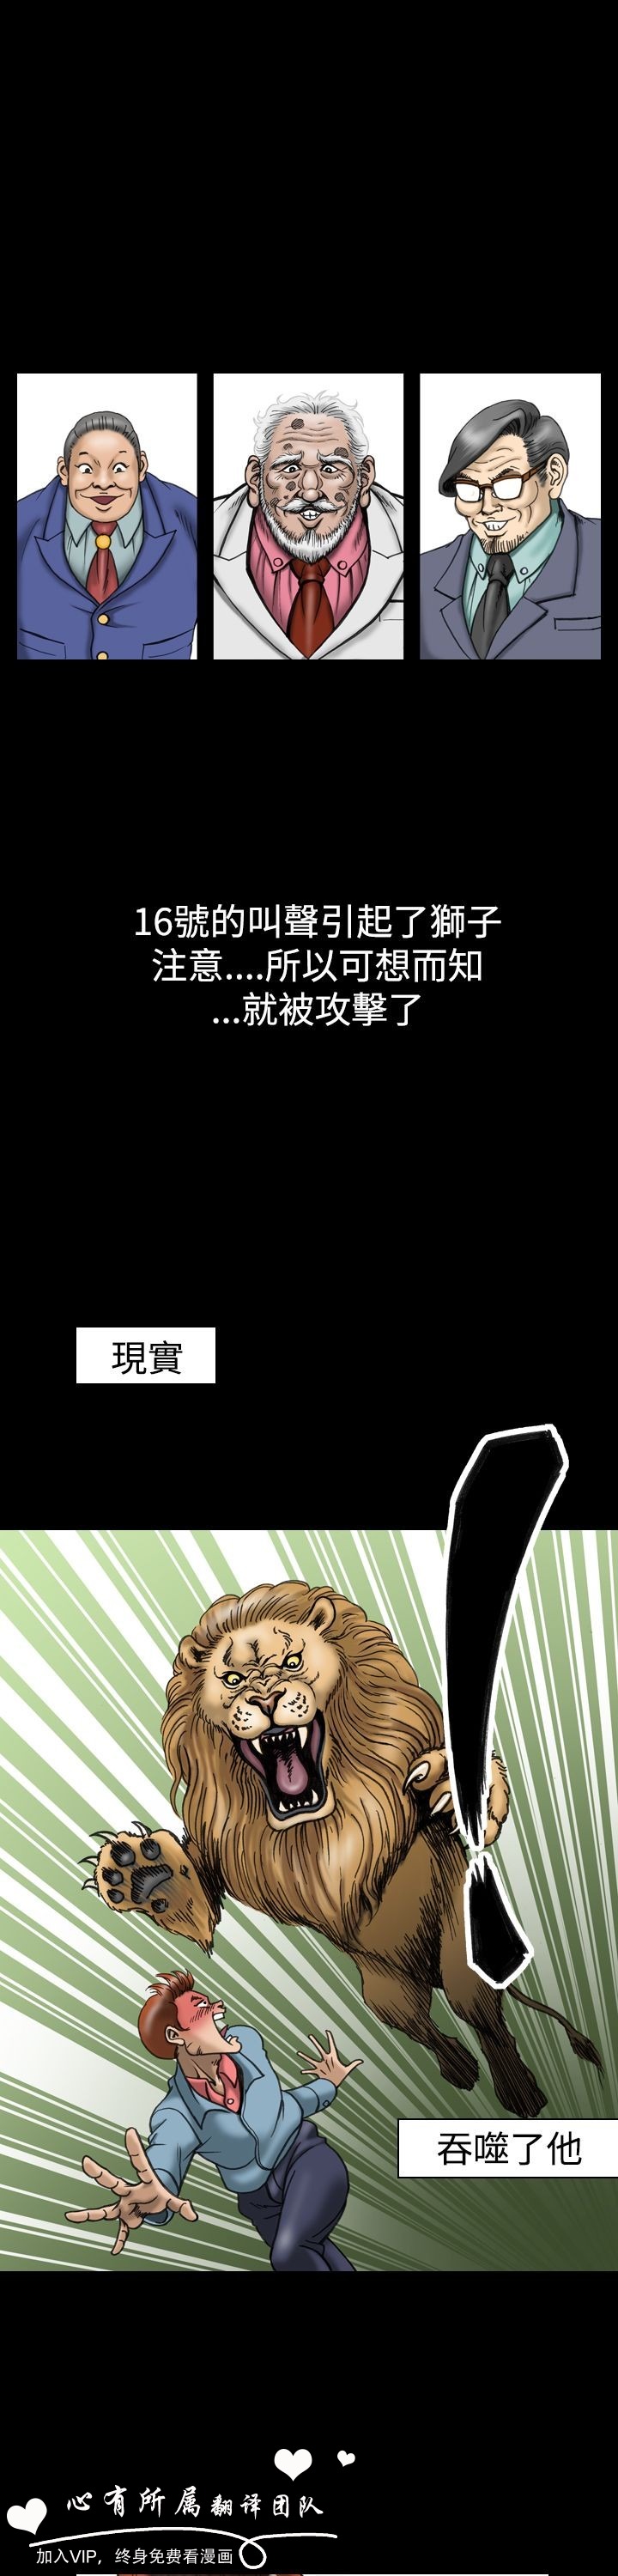 16號的叫聲引起了獅子
注意....所以可想而知
...就被攻擊了
現實
!
吞噬了他
心有所属翻译团队
加入VIP，终身免费看漫画